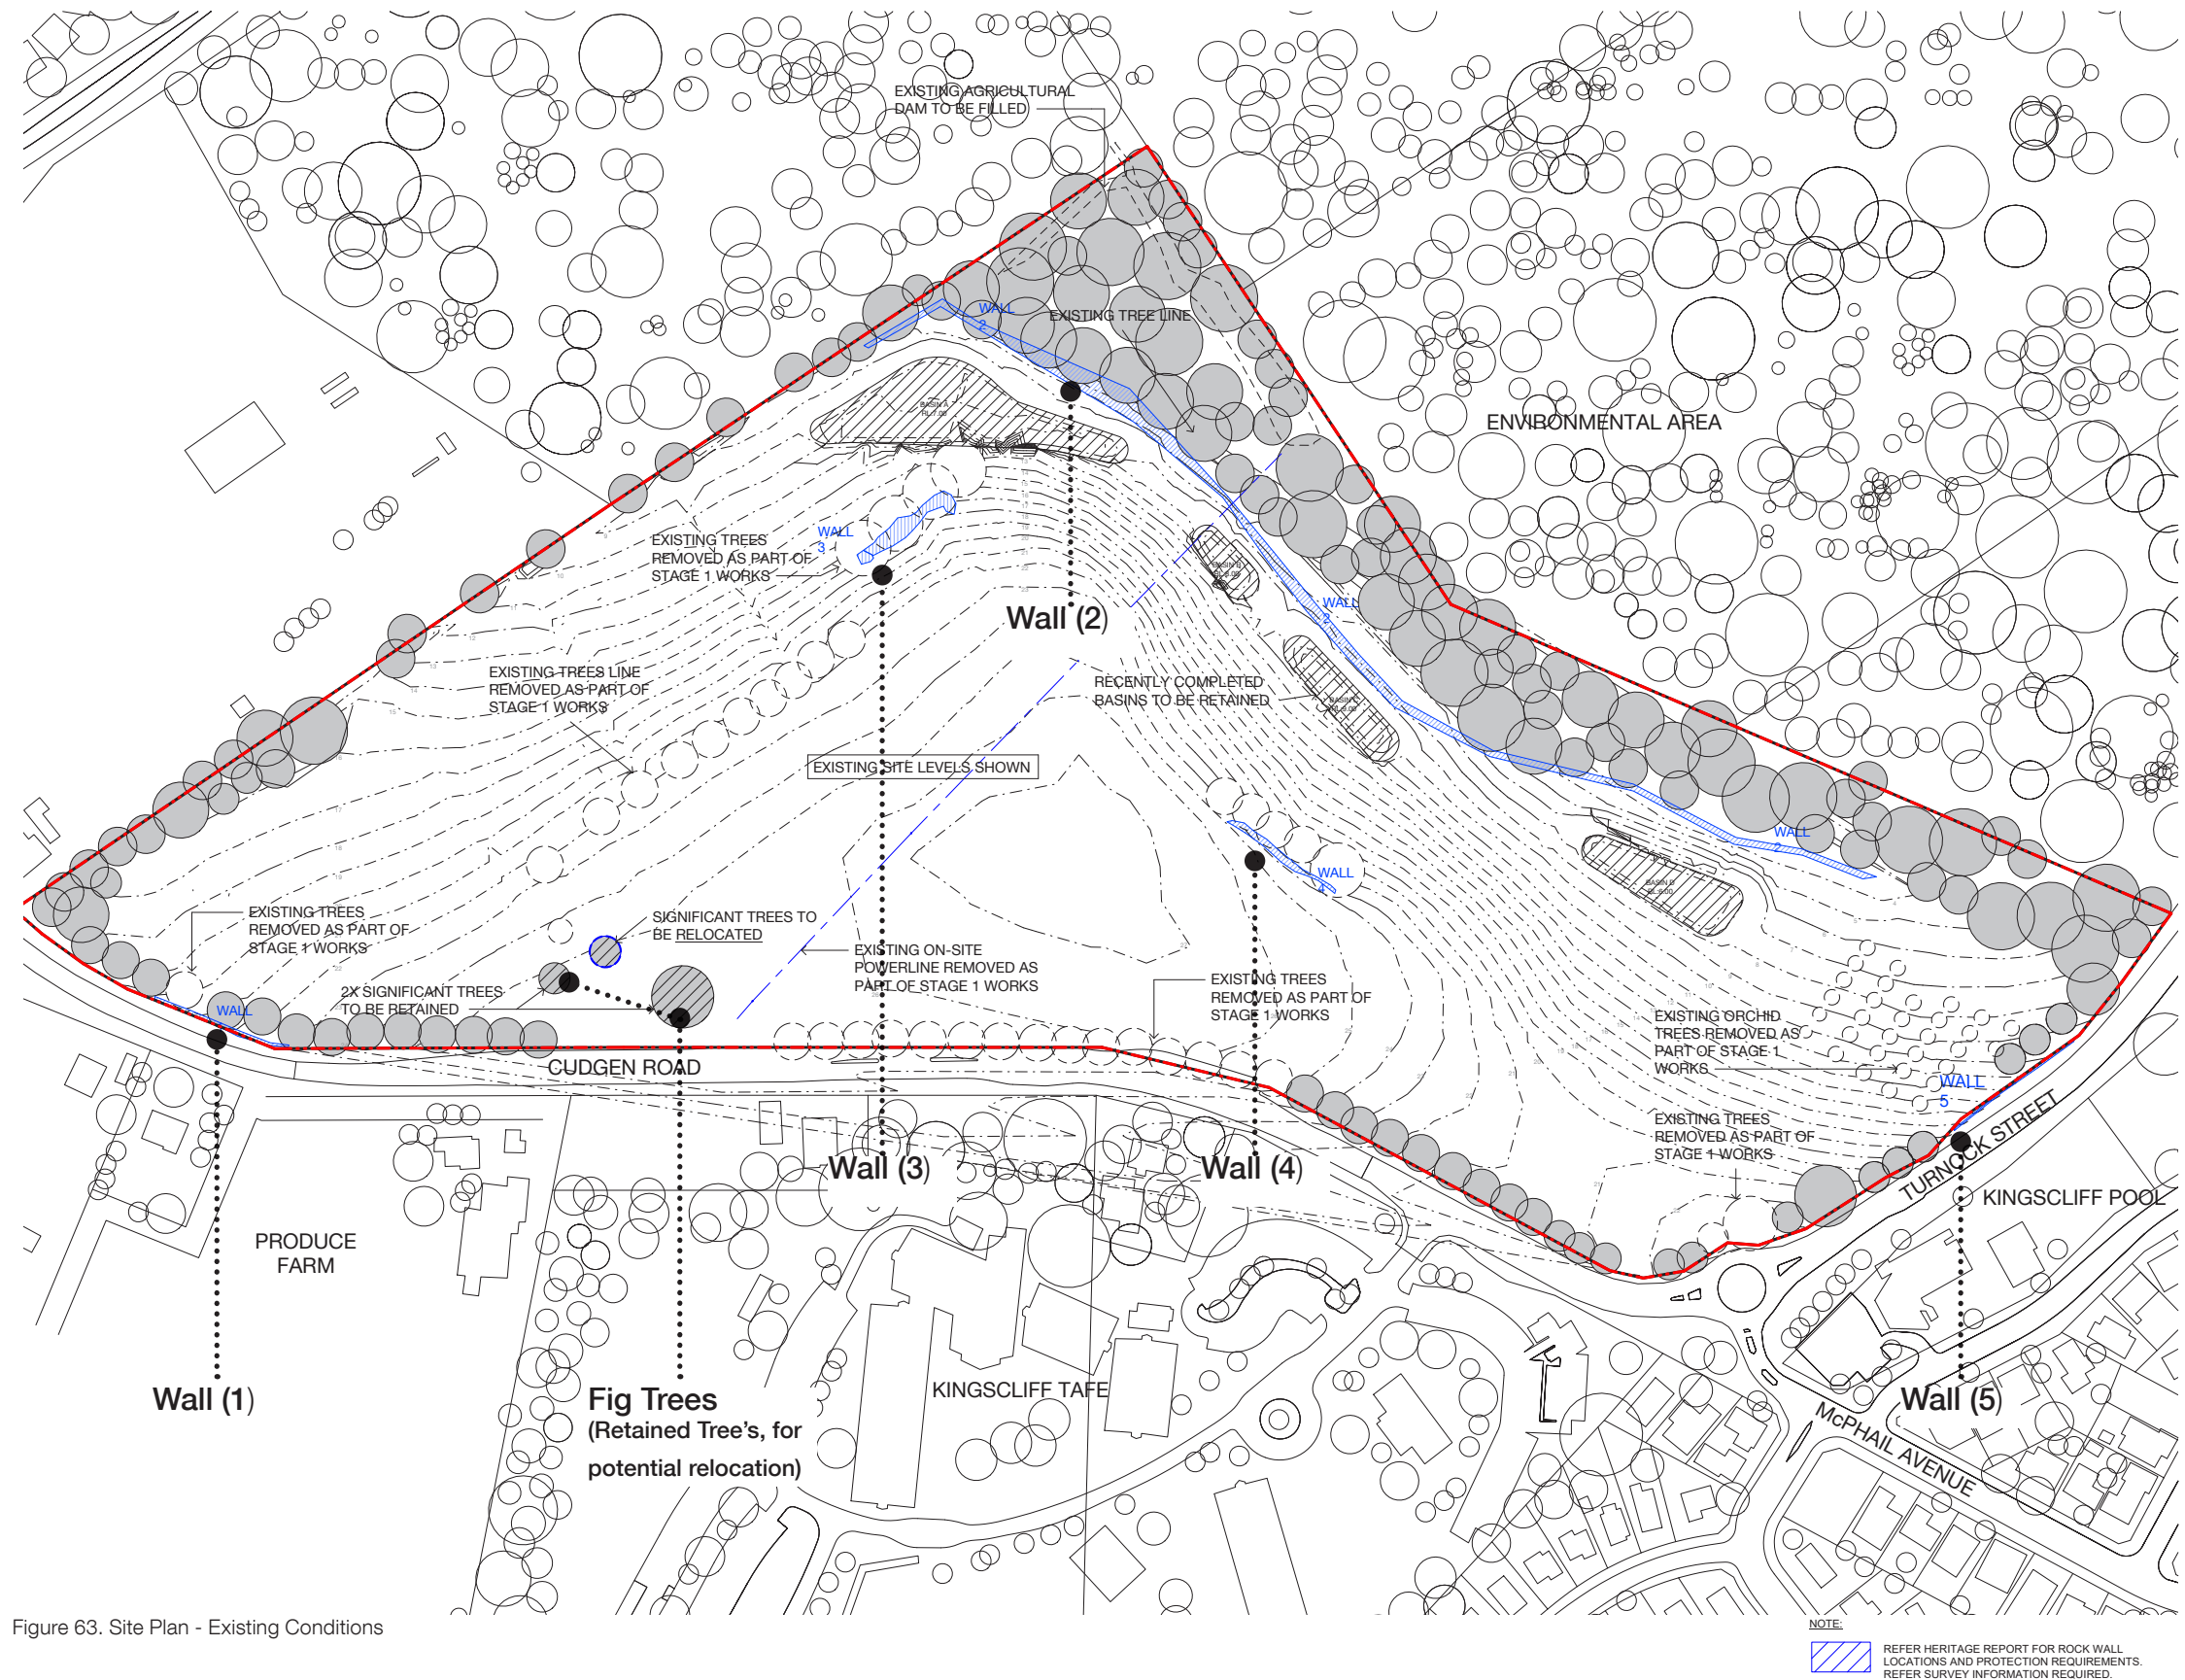 EXISTING AGRICULTURAL
DAM TO BE FILLED
WALL
2
EXISTING TREE LINE
BASIN A
RL:7.00
ENVIRONMENTAL AREA
EXISTING TREES
REMOVED AS PART OF
STAGE 1 WORKS
WALL
3
Wall (2)
WALL
2
EXISTING TREES LINE
REMOVED AS PART OF
STAGE 1 WORKS
RECENTLY COMPLETED
BASINS TO BE RETAINED
EXISTING SITE LEVELS SHOWN
WALL
2
WALL
4
EXISTING TREES
REMOVED AS PART OF
STAGE 1 WORKS
SIGNIFICANT TREES TO
BE RELOCATED
EXISTING ON-SITE
POWERLINE REMOVED AS
PART OF STAGE 1 WORKS
2X SIGNIFICANT TREES
TO BE RETAINED
WALL
EXISTING TREES
REMOVED AS PART OF
STAGE 1 WORKS
EXISTING ORCHID
TREES REMOVED AS
PART OF STAGE 1
WORKS
WALL
5
CUDGEN ROAD
EXISTING TREES
REMOVED AS PART OF
STAGE 1 WORKS
TURNOCK STREET
Wall (3)
Wall (4)
KINGSCLIFF POOL
PRODUCE
FARM
KINGSCLIFF TAFE
Wall (1)
Fig Trees
(Retained Tree's, for
potential relocation)
Wall (5)
McPHAIL AVENUE
Figure 63. Site Plan - Existing Conditions
NOTE:
REFER HERITAGE REPORT FOR ROCK WALL
LOCATIONS AND PROTECTION REQUIREMENTS.
REFER SURVEY INFORMATION REQUIRED.